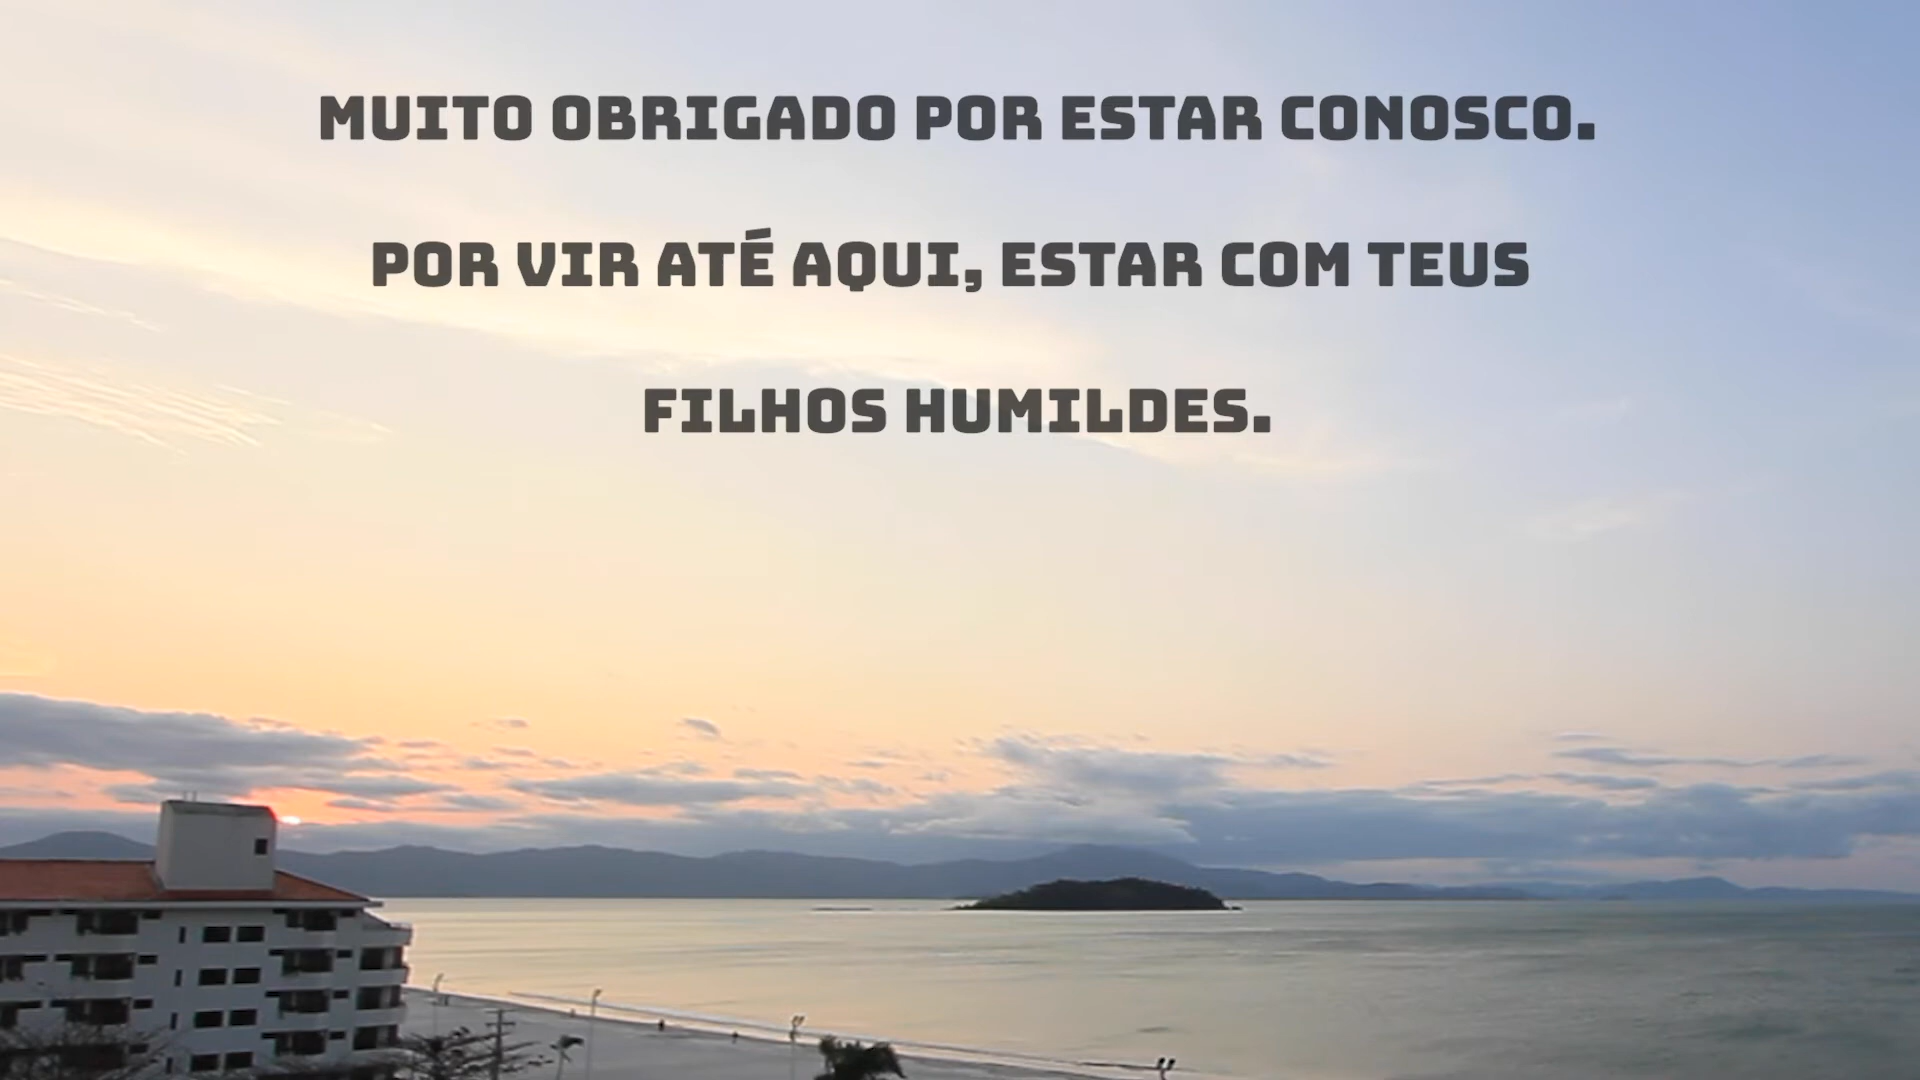 MUITO OBRIGADO POR ESTAR CONOSCO.
POR VIR ATÉ AQUI, ESTAR COM TEUS
FILHOS HUMILDES.